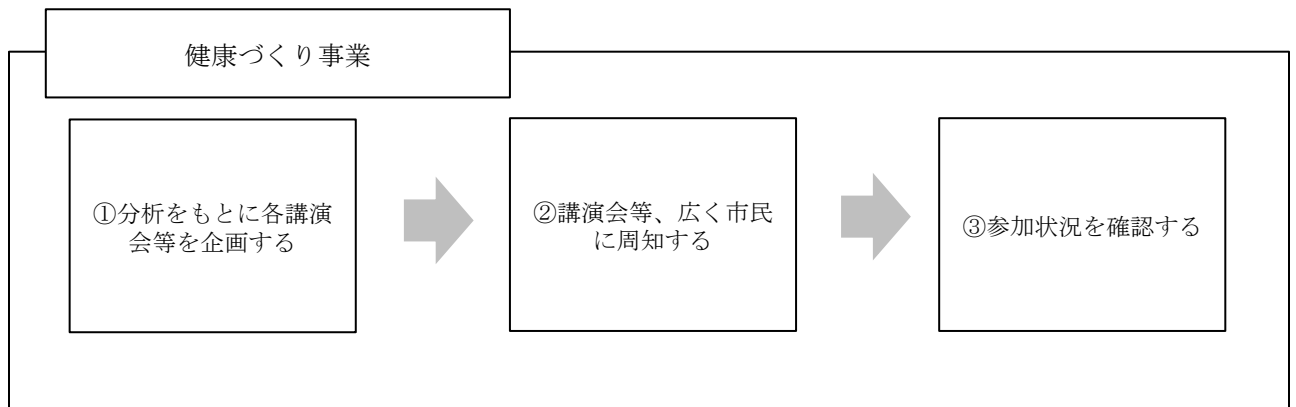 健康づくり事業
①分析をもとに各講演
会等を企画する
②講演会等、広く市民
に周知する
③参加状況を確認する